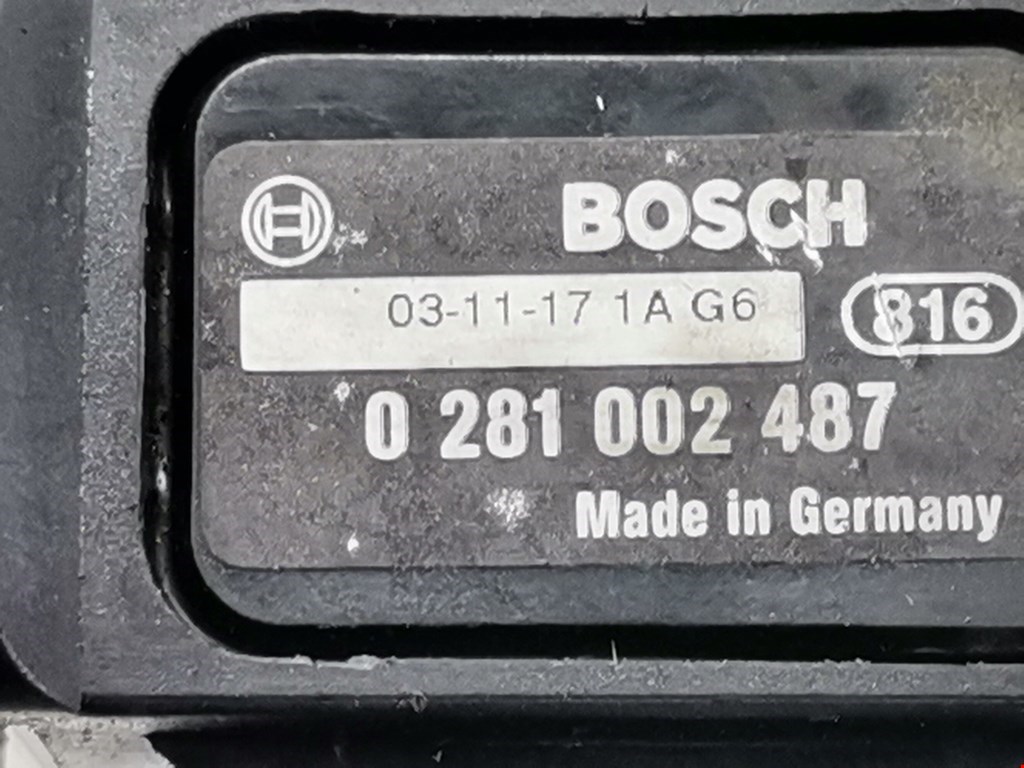 BOSCH
03-11-17 1A G6
816
0 281 002 487
Made in Germany